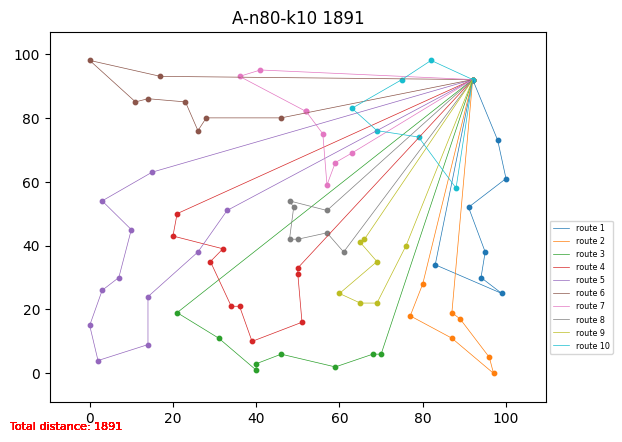 A-n80-k10 1891
100
80
60
40
20
0
0 20 40 60 80 100
route 1
route 2
route 3
route 4
route 5
route 6
route 7
route 8
route 9
route 10
Total distance: 1891